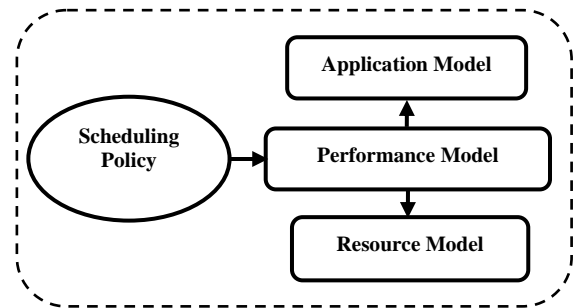 Application Model
Scheduling
Policy
Performance Model
Resource Model